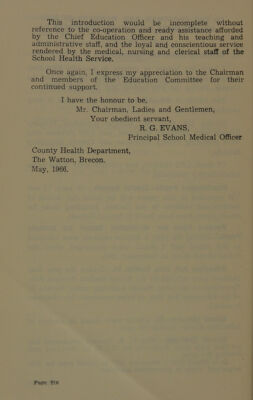 This introduction would be incomplete without
reference to the co-operation and ready assistance afforded
by the Chief Education Officer and his teaching and
administrative staff, and the loyal and conscientious service
rendered by the medical, nursing and clerical staff of the
School Health Service.
Once again, I express my appreciation to the Chairman
and members of the Education Committee for their
continued support.
I have the honour to be,
Mr. Chairman, Ladies and Gentlemen,
Your obedient servant,
R. G. EVANS,
Principal School Medical Officer
County Health Department,
The Watton, Brecon.
May, 1966.
Page